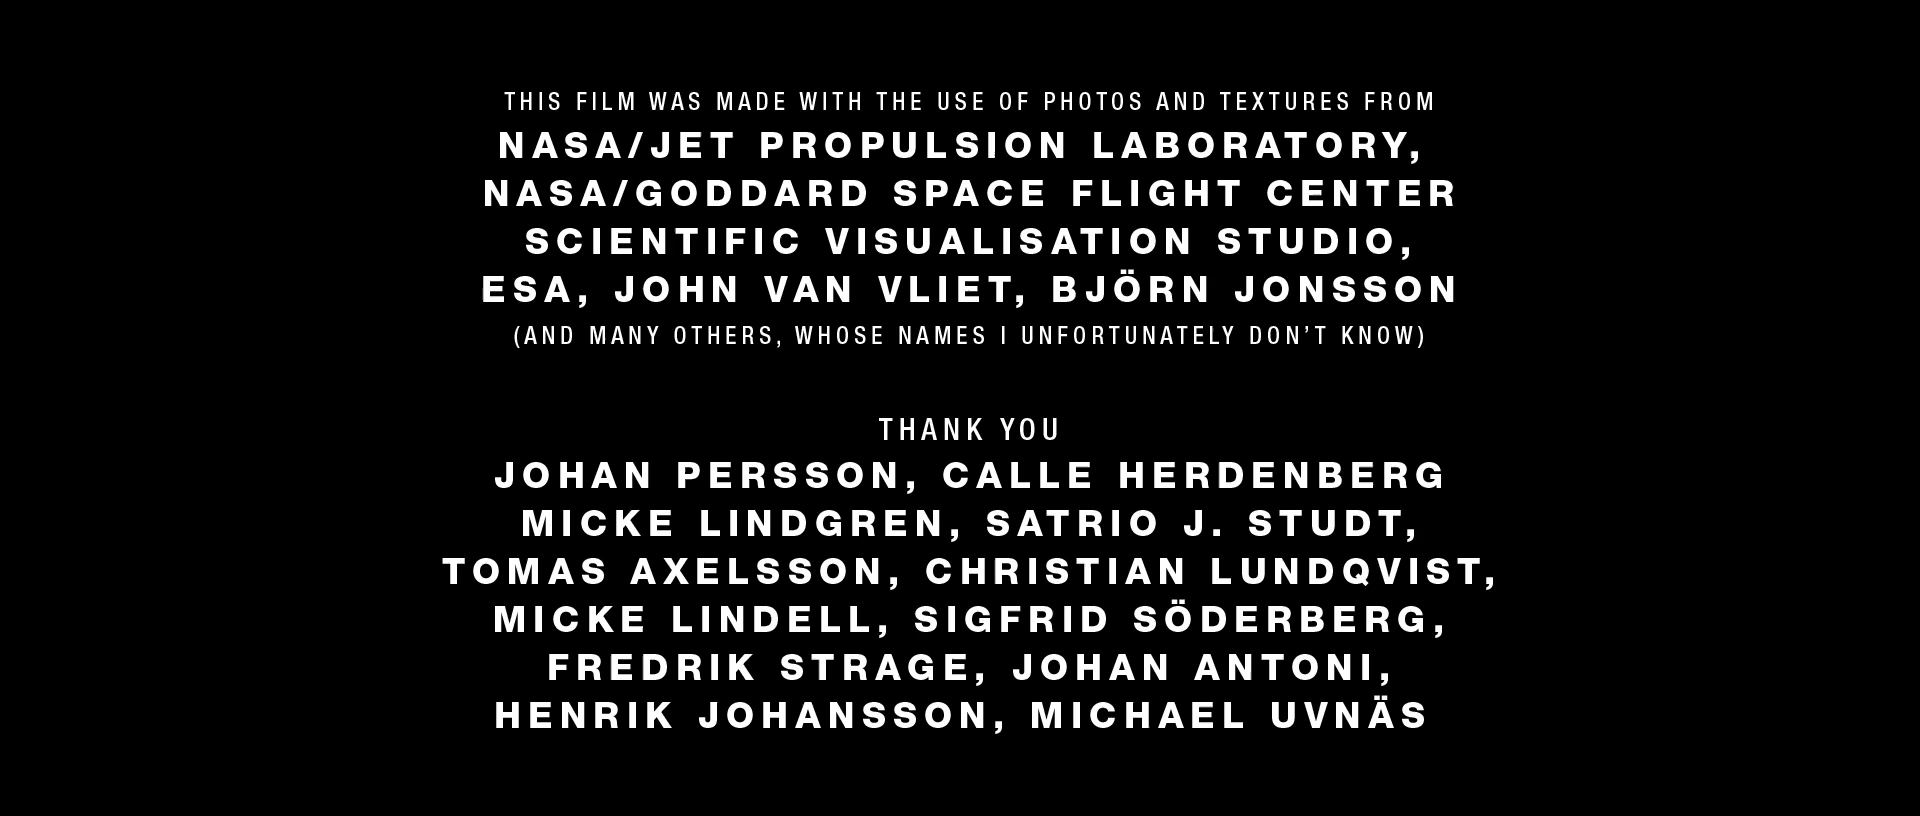 THIS FILM WAS MADE WITH THE USE OF PHOTOS AND TEXTURES FROM
NASA/JET PROPULSION LABORATORY,
NASA/GODDARD SPACE FLIGHT CENTER
SCIENTIFIC VISUALISATION STUDIO,
ESA, JOHN VAN VLIET, BJÖRN JONSSON
(AND MANY OTHERS, WHOSE NAMES I UNFORTUNATELY DON’T KNOW)
THANK YOU
JOHAN PERSSON, CALLE HERDENBERG
MICKE LINDGREN, SATRIO J. STUDT,
TOMAS AXELSSON, CHRISTIAN LUNDQVIST,
MICKE LINDELL, SIGFRID SÖDERBERG,
FREDRIK STRAGE, JOHAN ANTONI,
HENRIK JOHANSSON, MICHAEL UVNÄS